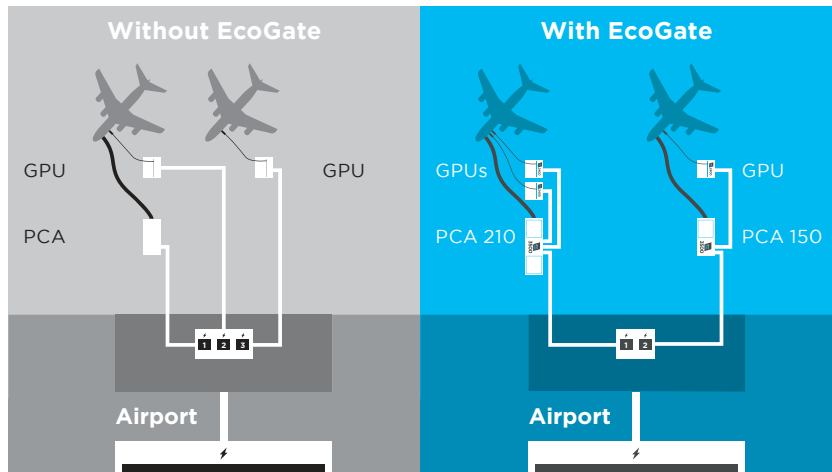 Without EcoGate
GPU
GPU
PCA
1 2 3
Airport
With EcoGate
GPUs
GPU
PCA 210
PCA 150
1 2
Airport